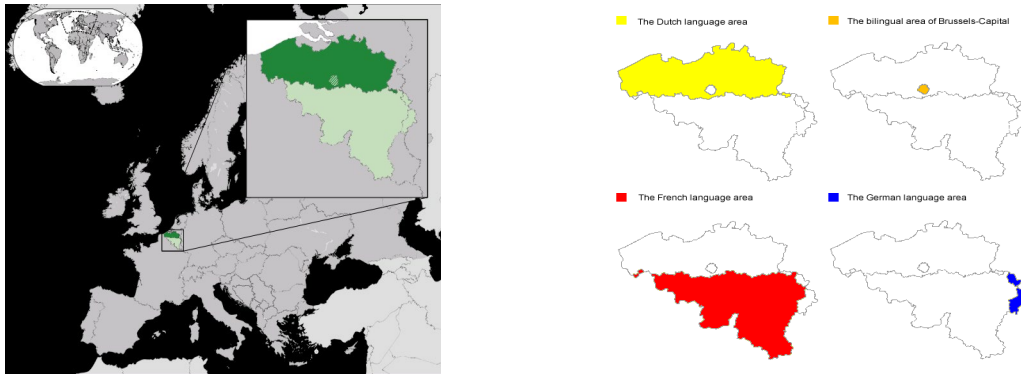 The Dutch language area
The bilingual area of Brussels-Capital
The French language area
The German language area